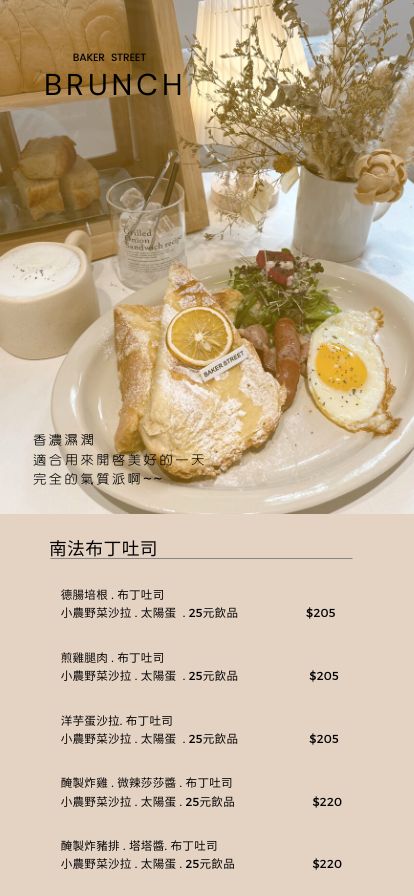 BAKER STREET
BRUNCH
Grilled
Onion
Sandwich recipe
BAKER STREET
香濃濕潤
適合用來開啓美好的一天
完全的氣質派啊~~
南法布丁吐司
德腸培根 . 布丁吐司
小農野菜沙拉 . 太陽蛋 . 25元飲品 $205
煎雞腿肉 . 布丁吐司
小農野菜沙拉 . 太陽蛋 . 25元飲品 $205
洋芋蛋沙拉. 布丁吐司
小農野菜沙拉 . 太陽蛋 . 25元飲品 $205
醃製炸雞 . 微辣莎莎醬 . 布丁吐司
小農野菜沙拉 . 太陽蛋 . 25元飲品 $220
醃製炸豬排 . 塔塔醬. 布丁吐司
小農野菜沙拉 . 太陽蛋 . 25元飲品 $220